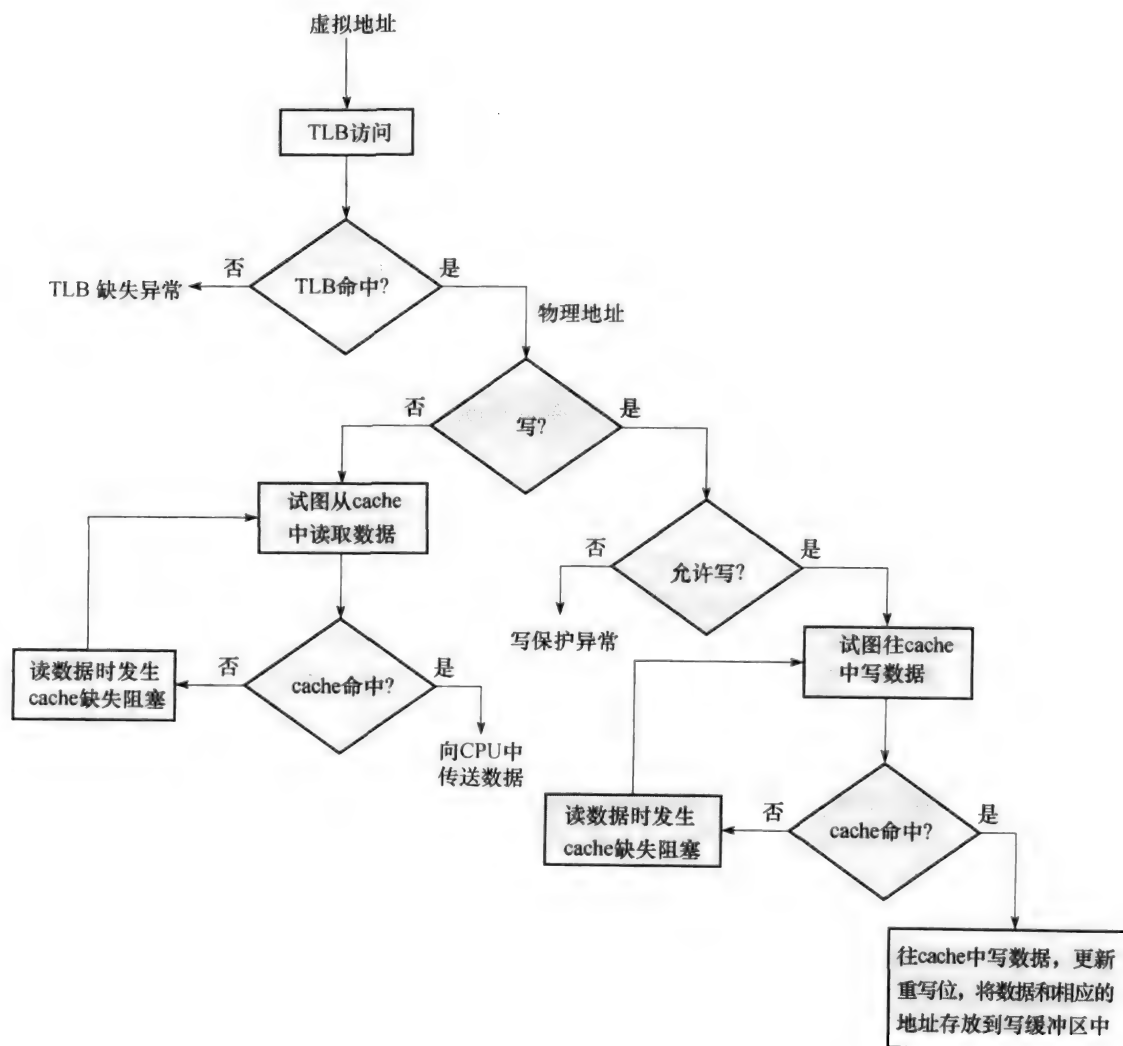 虚拟地址
TLB访问
否
是
TLB命中?
TLB 缺失异常
物理地址
否
是
写?
试图从cache
中读取数据
否
是
允许写?
写保护异常
试图往cache
中写数据
读数据时发生
cache缺失阻塞
否
是
cache命中?
向CPU中
传送数据
读数据时发生
cache缺失阻塞
否
是
cache命中?
往cache中写数据，更新
重写位，将数据和相应的
地址存放到写缓冲区中